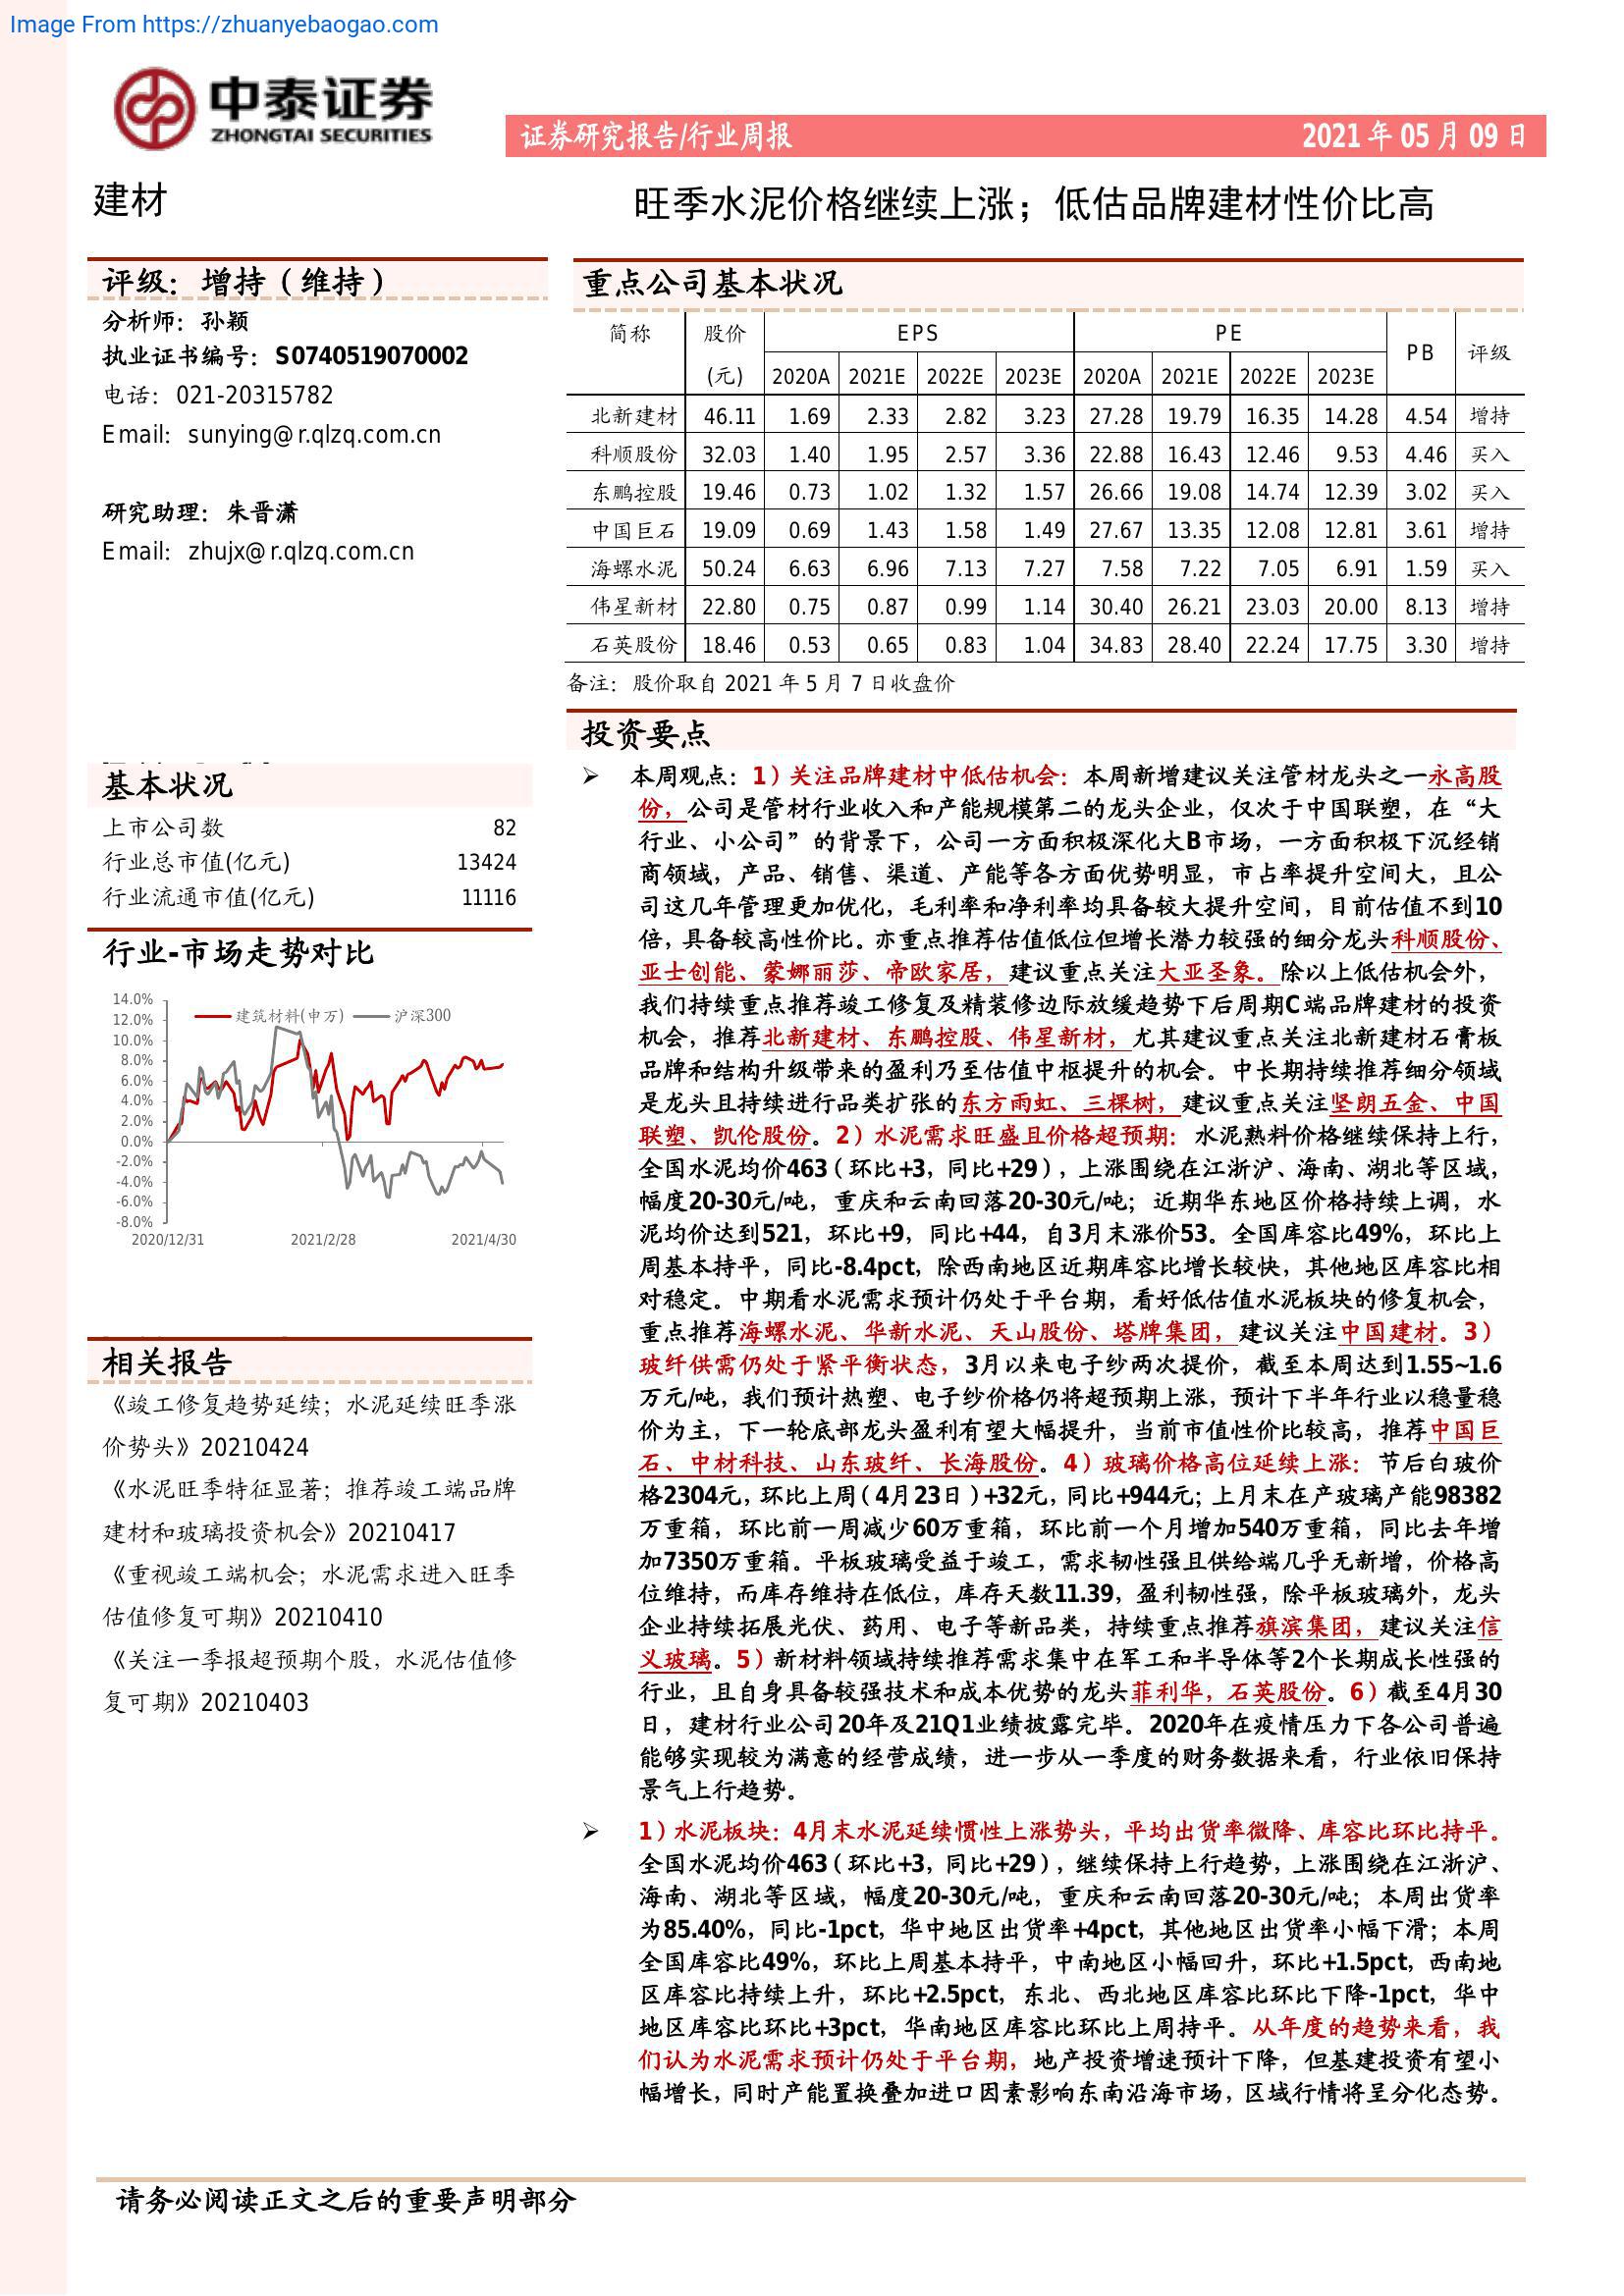 Image From https://zhuanyebaogao.com
中泰证券
ZHONGTAI SECURITIES
证券研究报告/行业周报 2021 年 05 月 09 日
建材
旺季水泥价格继续上涨；低估品牌建材性价比高
评级：增持（维持）
分析师：孙颖
执业证书编号：S0740519070002
电话：021-20315782
Email：sunying@r.qlzq.com.cn
研究助理：朱晋潇
Email：zhujx@r.qlzq.com.cn
基本状况
上市公司数 82
行业总市值(亿元) 13424
行业流通市值(亿元) 11116
行业-市场走势对比
建筑材料(申万) 沪深300
14.0%
12.0%
10.0%
8.0%
6.0%
4.0%
2.0%
0.0%
-2.0%
-4.0%
-6.0%
-8.0%
2020/12/31 2021/2/28 2021/4/30
相关报告
《竣工修复趋势延续；水泥延续旺季涨
价势头》20210424
《水泥旺季特征显著；推荐竣工端品牌
建材和玻璃投资机会》20210417
《重视竣工端机会；水泥需求进入旺季
估值修复可期》20210410
《关注一季报超预期个股，水泥估值修
复可期》20210403
重点公司基本状况
简称 股价 EPS PE PB 评级
(元) 2020A 2021E 2022E 2023E 2020A 2021E 2022E 2023E
北新建材 46.11 1.69 2.33 2.82 3.23 27.28 19.79 16.35 14.28 4.54 增持
科顺股份 32.03 1.40 1.95 2.57 3.36 22.88 16.43 12.46 9.53 4.46 买入
东鹏控股 19.46 0.73 1.02 1.32 1.57 26.66 19.08 14.74 12.39 3.02 买入
中国巨石 19.09 0.69 1.43 1.58 1.49 27.67 13.35 12.08 12.81 3.61 增持
海螺水泥 50.24 6.63 6.96 7.13 7.27 7.58 7.22 7.05 6.91 1.59 买入
伟星新材 22.80 0.75 0.87 0.99 1.14 30.40 26.21 23.03 20.00 8.13 增持
石英股份 18.46 0.53 0.65 0.83 1.04 34.83 28.40 22.24 17.75 3.30 增持
备注：股价取自 2021 年 5 月 7 日收盘价
投资要点
➢ 本周观点：1）关注品牌建材中低估机会：本周新增建议关注管材龙头之一永高股
份，公司是管材行业收入和产能规模第二的龙头企业，仅次于中国联塑，在“大
行业、小公司”的背景下，公司一方面积极深化大B市场，一方面积极下沉经销
商领域，产品、销售、渠道、产能等各方面优势明显，市占率提升空间大，且公
司这几年管理更加优化，毛利率和净利率均具备较大提升空间，目前估值不到10
倍，具备较高性价比。亦重点推荐估值低位但增长潜力较强的细分龙头科顺股份、
亚士创能、蒙娜丽莎、帝欧家居，建议重点关注大亚圣象。除以上低估机会外，
我们持续重点推荐竣工修复及精装修边际放缓趋势下后周期C端品牌建材的投资
机会，推荐北新建材、东鹏控股、伟星新材，尤其建议重点关注北新建材石膏板
品牌和结构升级带来的盈利乃至估值中枢提升的机会。中长期持续推荐细分领域
是龙头且持续进行品类扩张的东方雨虹、三棵树，建议重点关注坚朗五金、中国
联塑、凯伦股份。2）水泥需求旺盛且价格超预期：水泥熟料价格继续保持上行，
全国水泥均价463（环比+3，同比+29），上涨围绕在江浙沪、海南、湖北等区域，
幅度20-30元/吨，重庆和云南回落20-30元/吨；近期华东地区价格持续上调，水
泥均价达到521，环比+9，同比+44，自3月末涨价53。全国库容比49%，环比上
周基本持平，同比-8.4pct，除西南地区近期库容比增长较快，其他地区库容比相
对稳定。中期看水泥需求预计仍处于平台期，看好低估值水泥板块的修复机会，
重点推荐海螺水泥、华新水泥、天山股份、塔牌集团，建议关注中国建材。3）
玻纤供需仍处于紧平衡状态，3月以来电子纱两次提价，截至本周达到1.55~1.6
万元/吨，我们预计热塑、电子纱价格仍将超预期上涨，预计下半年行业以稳量稳
价为主，下一轮底部龙头盈利有望大幅提升，当前市值性价比较高，推荐中国巨
石、中材科技、山东玻纤、长海股份。4）玻璃价格高位延续上涨：节后白玻价
格2304元，环比上周（4月23日）+32元，同比+944元；上月末在产玻璃产能98382
万重箱，环比前一周减少60万重箱，环比前一个月增加540万重箱，同比去年增
加7350万重箱。平板玻璃受益于竣工，需求韧性强且供给端几乎无新增，价格高
位维持，而库存维持在低位，库存天数11.39，盈利韧性强，除平板玻璃外，龙头
企业持续拓展光伏、药用、电子等新品类，持续重点推荐旗滨集团，建议关注信
义玻璃。5）新材料领域持续推荐需求集中在军工和半导体等2个长期成长性强的
行业，且自身具备较强技术和成本优势的龙头菲利华，石英股份。6）截至4月30
日，建材行业公司20年及21Q1业绩披露完毕。2020年在疫情压力下各公司普遍
能够实现较为满意的经营成绩，进一步从一季度的财务数据来看，行业依旧保持
景气上行趋势。
➢ 1）水泥板块：4月末水泥延续惯性上涨势头，平均出货率微降、库容比环比持平。
全国水泥均价463（环比+3，同比+29），继续保持上行趋势，上涨围绕在江浙沪、
海南、湖北等区域，幅度20-30元/吨，重庆和云南回落20-30元/吨；本周出货率
为85.40%，同比-1pct，华中地区出货率+4pct，其他地区出货率小幅下滑；本周
全国库容比49%，环比上周基本持平，中南地区小幅回升，环比+1.5pct，西南地
区库容比持续上升，环比+2.5pct，东北、西北地区库容比环比下降-1pct，华中
地区库容比环比+3pct，华南地区库容比环比上周持平。从年度的趋势来看，我
们认为水泥需求预计仍处于平台期，地产投资增速预计下降，但基建投资有望小
幅增长，同时产能置换叠加进口因素影响东南沿海市场，区域行情将呈分化态势。
请务必阅读正文之后的重要声明部分